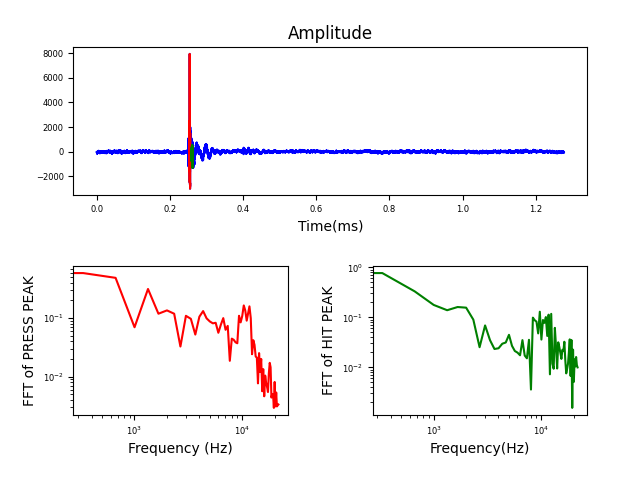 Amplitude
8000
6000
4000
2000
0
−2000
0.0 0.2 0.4 0.6 0.8 1.0 1.2
Time(ms)
FFT of PRESS PEAK
10⁻¹
10⁻²
10³ 10⁴
Frequency (Hz)
FFT of HIT PEAK
10⁰
10⁻¹
10⁻²
10³ 10⁴
Frequency(Hz)